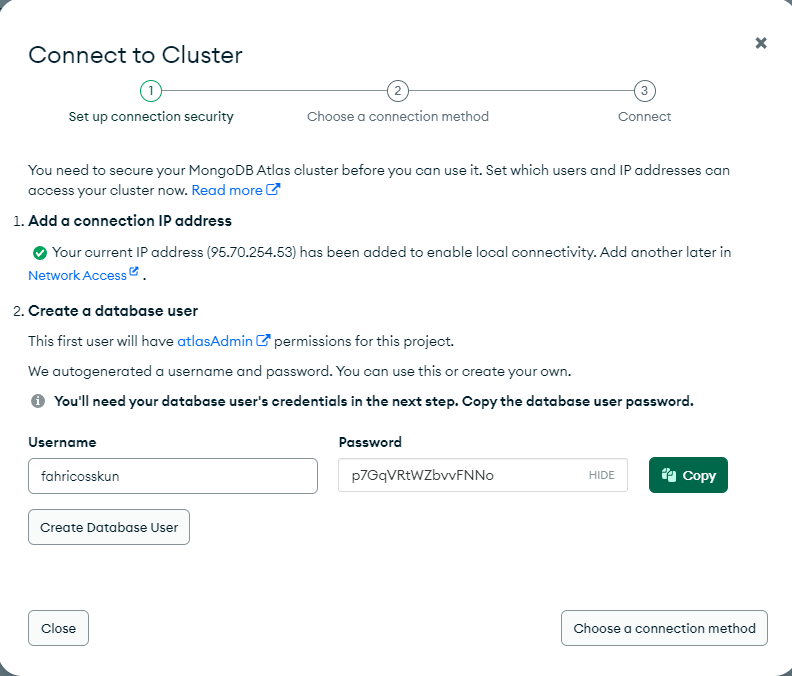 Connect to Cluster
1
2
3
Set up connection security
Choose a connection method
Connect
You need to secure your MongoDB Atlas cluster before you can use it. Set which users and IP addresses can
access your cluster now. Read more
1. Add a connection IP address
Your current IP address (95.70.254.53) has been added to enable local connectivity. Add another later in
Network Access .
2. Create a database user
This first user will have atlasAdmin permissions for this project.
We autogenerated a username and password. You can use this or create your own.
You'll need your database user's credentials in the next step. Copy the database user password.
Username
Password
fahricosskun
p7GqVRtWZbvvFNNo
HIDE
Copy
Create Database User
Close
Choose a connection method